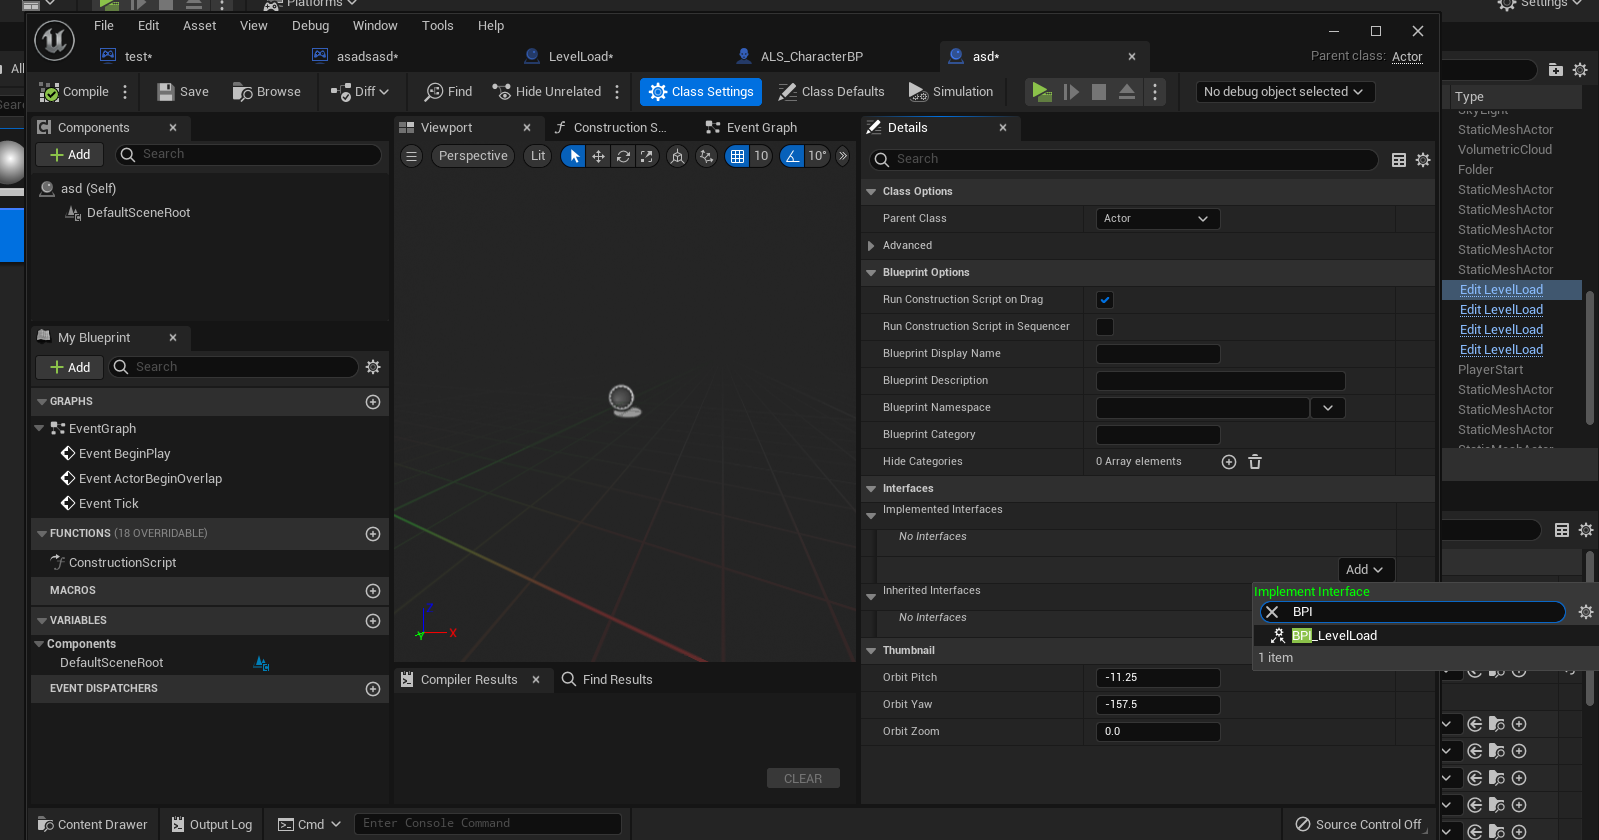 Platforms
Settings
File Edit Asset View Debug Window Tools Help
test* asadsasd* LevelLoad* ALS_CharacterBP asd*
Parent class: Actor
All
Compile Save Browse Diff Find Hide Unrelated Class Settings Class Defaults Simulation No debug object selected
Type
Components
Viewport Construction S... Event Graph
Details
Add Search
Perspective Lit 10 10°
Search
asd (Self)
DefaultSceneRoot
Class Options
Parent Class Actor
Advanced
Blueprint Options
Run Construction Script on Drag
Run Construction Script in Sequencer
Blueprint Display Name
Blueprint Description
Blueprint Namespace
Blueprint Category
Hide Categories 0 Array elements
Interfaces
Implemented Interfaces
No Interfaces
Add
Inherited Interfaces
No Interfaces
Implement Interface
BPI
BPI_LevelLoad
1 item
Thumbnail
Orbit Pitch -11.25
Orbit Yaw -157.5
Orbit Zoom 0.0
My Blueprint
Add Search
GRAPHS
EventGraph
Event BeginPlay
Event ActorBeginOverlap
Event Tick
FUNCTIONS (18 OVERRIDABLE)
ConstructionScript
MACROS
VARIABLES
Components
DefaultSceneRoot
EVENT DISPATCHERS
Z
Y X
Compiler Results Find Results
CLEAR
SkyLight
StaticMeshActor
VolumetricCloud
Folder
StaticMeshActor
StaticMeshActor
StaticMeshActor
StaticMeshActor
StaticMeshActor
Edit LevelLoad
Edit LevelLoad
Edit LevelLoad
Edit LevelLoad
PlayerStart
StaticMeshActor
StaticMeshActor
StaticMeshActor
StaticMeshActor
Content Drawer Output Log Cmd Enter Console Command Source Control Off